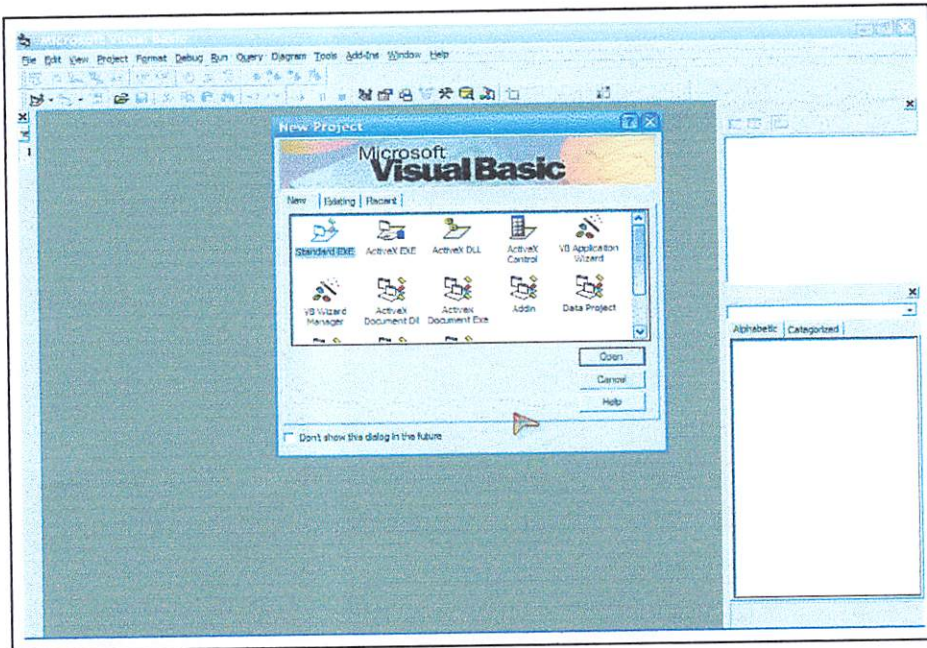 Microsoft Visual Basic
File Edit View Project Format Debug Run Query Diagram Tools Add-Ins Window Help
New Project
Microsoft
Visual Basic
New Existing Recent
Standard EXE ActiveX EXE ActiveX DLL ActiveX Control VB Application Wizard
VB Wizard Manager ActiveX Document Dll ActiveX Document Exe Addin Data Project
Open
Cancel
Help
Don't show this dialog in the future
Alphabetic Categorized